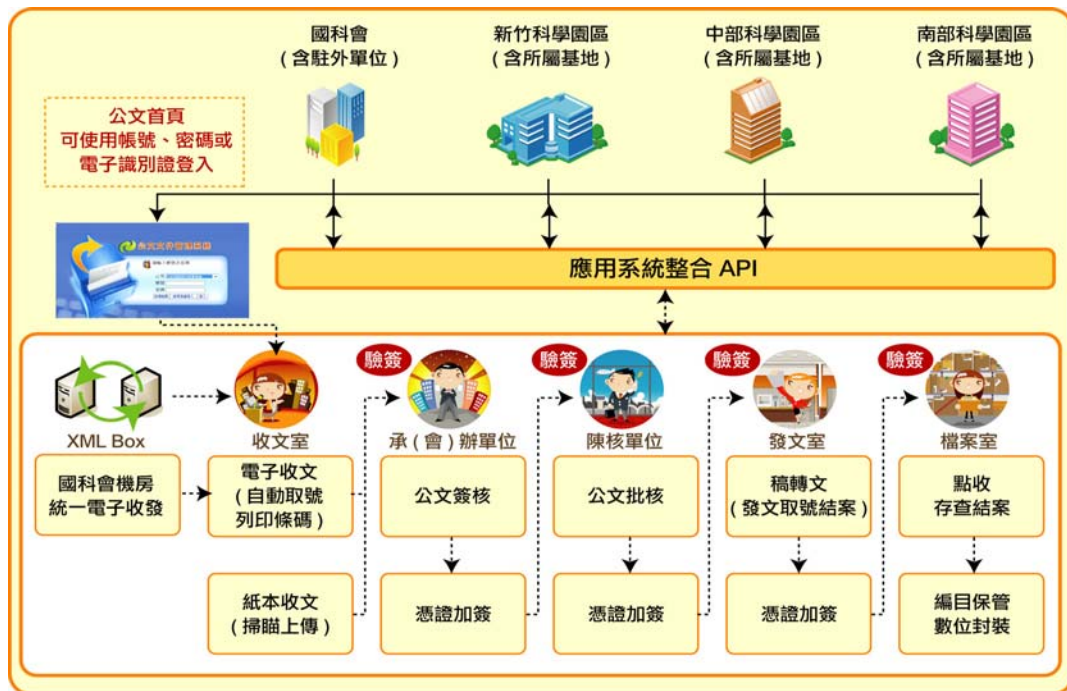 國科會
(含駐外單位)
新竹科學園區
(含所屬基地)
中部科學園區
(含所屬基地)
南部科學園區
(含所屬基地)
公文首頁
可使用帳號、密碼或
電子識別證登入
應用系統整合 API
XML Box
收文室
驗簽
承(會)辦單位
驗簽
陳核單位
驗簽
發文室
驗簽
檔案室
國科會機房
統一電子收發
電子收文
(自動取號
列印條碼)
公文簽核
公文批核
稿轉文
(發文取號結案)
點收
存查結案
紙本收文
(掃瞄上傳)
憑證加簽
憑證加簽
憑證加簽
編目保管
數位封裝